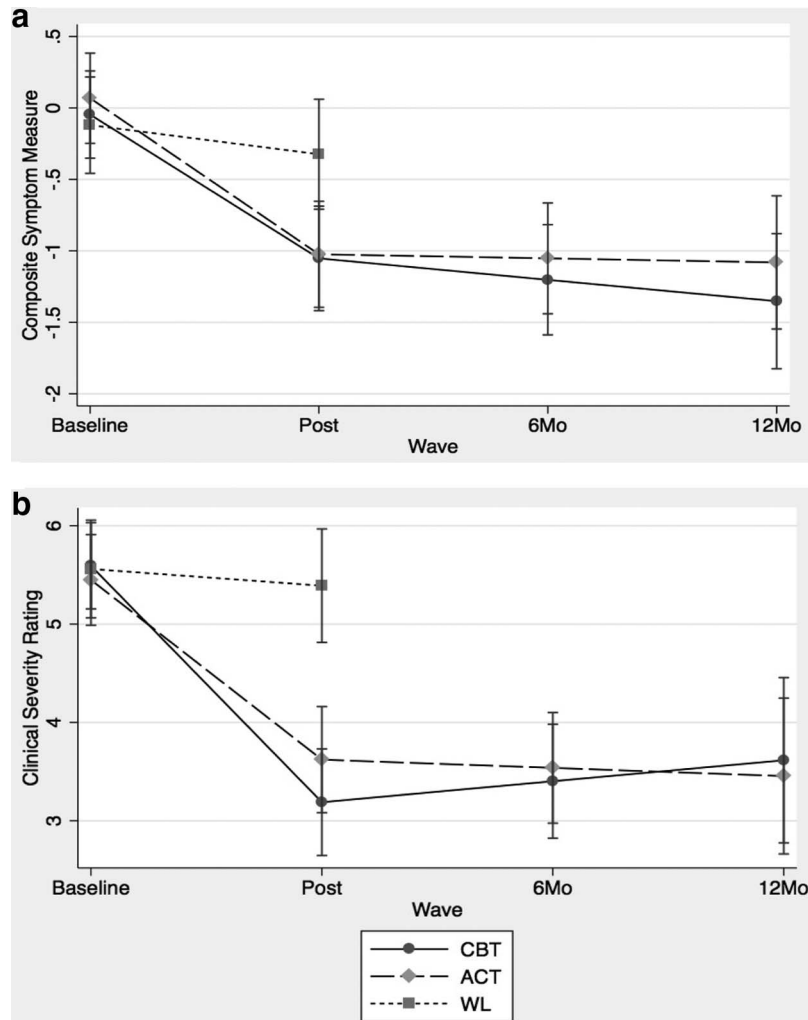 a
Composite Symptom Measure
.5
0
-.5
-1
-1.5
-2
Baseline
Post
6Mo
12Mo
Wave
b
Clinical Severity Rating
6
5
4
3
Baseline
Post
6Mo
12Mo
Wave
CBT
ACT
WL